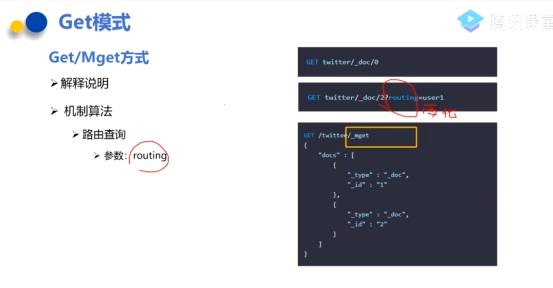 Get模式
腾讯课堂
Get/Mget方式
解释说明
机制算法
路由查询
参数：routing
GET twitter/_doc/0
GET twitter/_doc/2?routing=user1
GET /twitter/_mget
{
"docs" : [
{
"_type" : "_doc",
"_id" : "1"
},
{
"_type" : "_doc",
"_id" : "2"
}
]
}